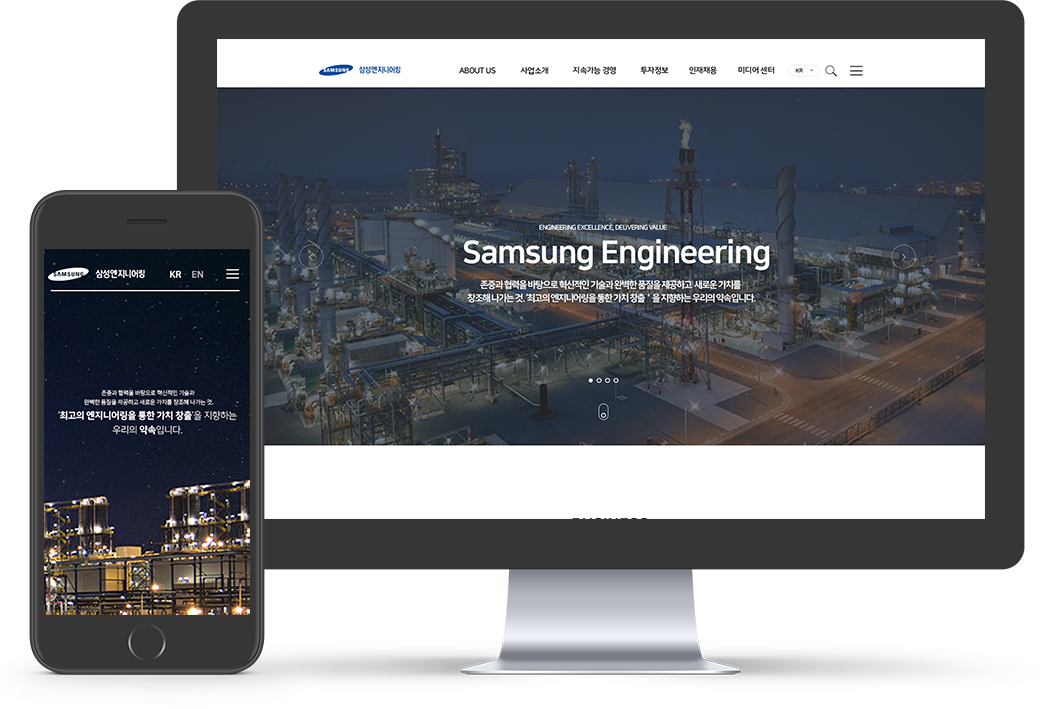 SAMSUNG 삼성엔지니어링 ABOUT US 사업소개 지속가능 경영 투자정보 인재채용 미디어 센터 KR
ENGINEERING EXCELLENCE, DELIVERING VALUE
Samsung Engineering
존중과 협력을 바탕으로 혁신적인 기술과 완벽한 품질을 제공하고 새로운 가치를
창조해 나가는 것. '최고의 엔지니어링을 통한 가치 창출 ' 을 지향하는 우리의 약속입니다.
SAMSUNG 삼성엔지니어링 KR EN
존중과 협력을 바탕으로 혁신적인 기술과
완벽한 품질을 제공하고 새로운 가치를 창조해 나가는 것.
'최고의 엔지니어링을 통한 가치 창출'을 지향하는
우리의 약속입니다.